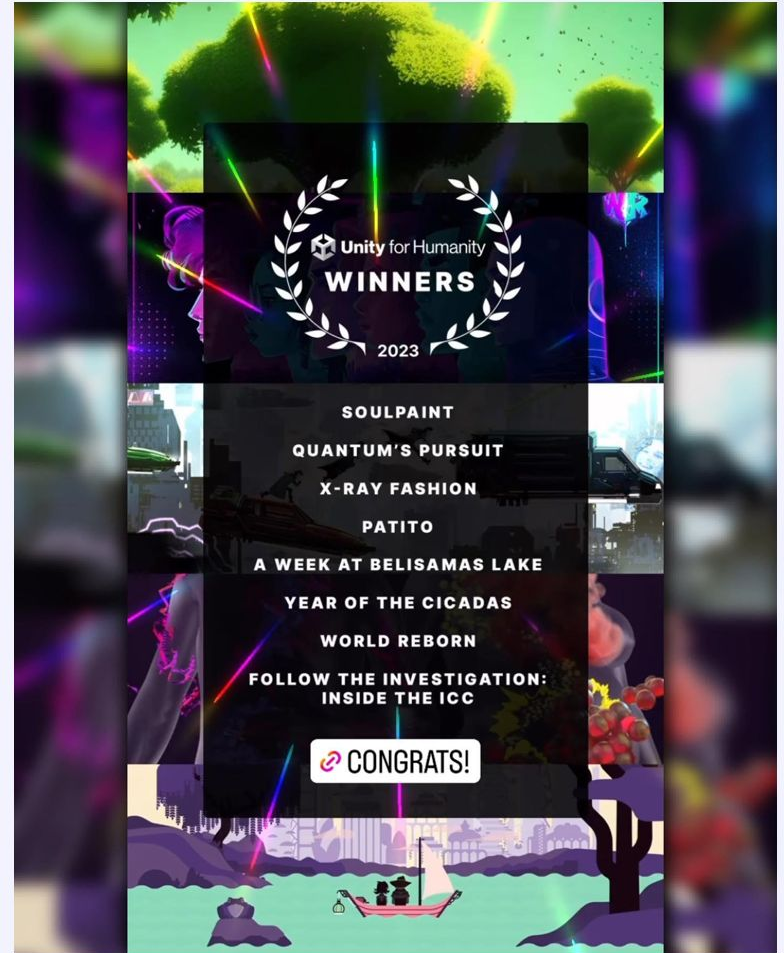 Unity for Humanity
WINNERS
2023
SOULPAINT
QUANTUM'S PURSUIT
X-RAY FASHION
PATITO
A WEEK AT BELISAMAS LAKE
YEAR OF THE CICADAS
WORLD REBORN
FOLLOW THE INVESTIGATION:
INSIDE THE ICC
CONGRATS!